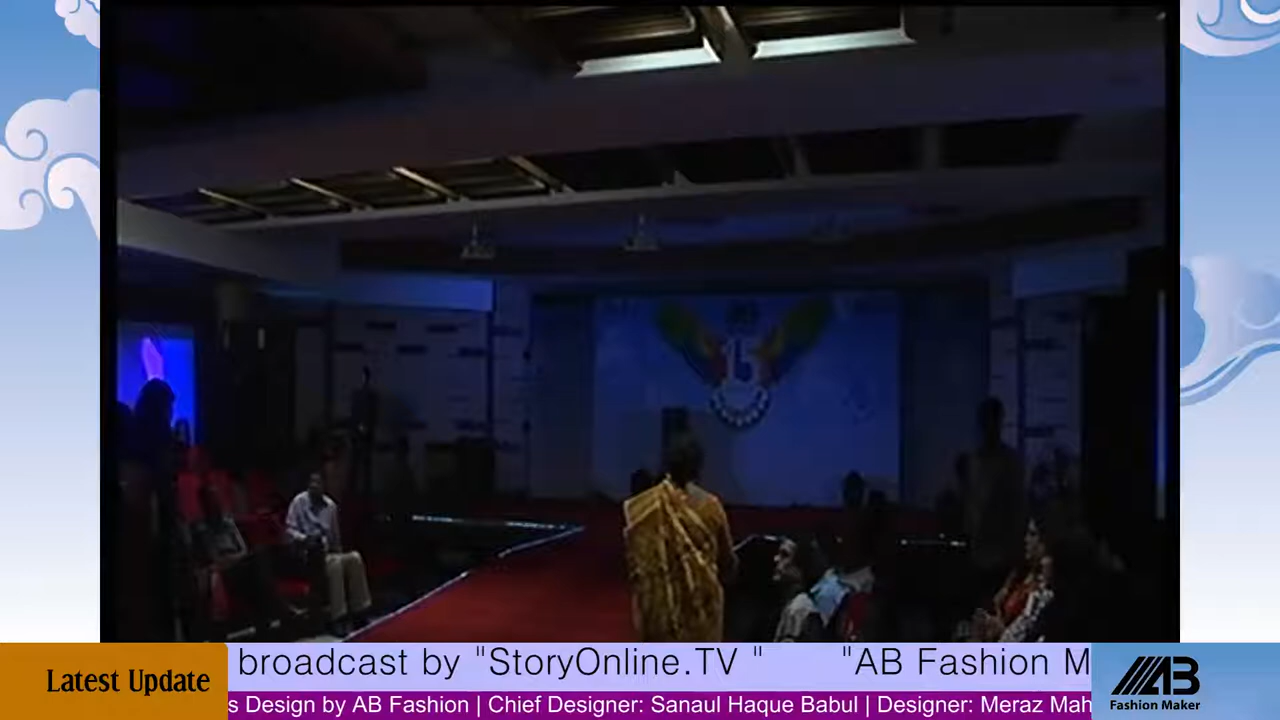 15
Latest Update
broadcast by "StoryOnline.TV " "AB Fashion M
s Design by AB Fashion | Chief Designer: Sanaul Haque Babul | Designer: Meraz Mah
AB
Fashion Maker